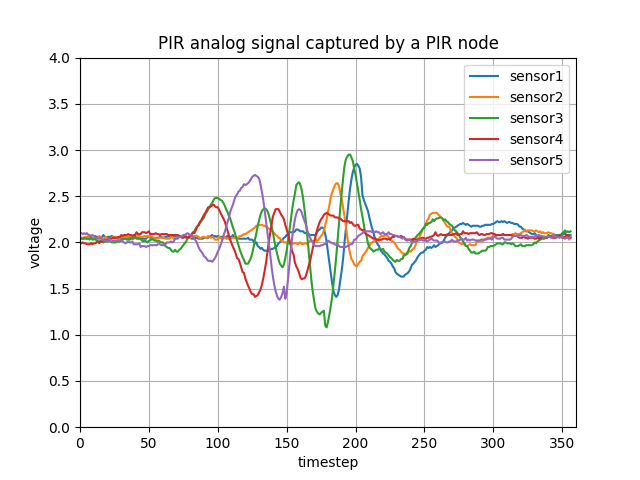 PIR analog signal captured by a PIR node
4.0
3.5
3.0
2.5
2.0
1.5
1.0
0.5
0.0
voltage
sensor1
sensor2
sensor3
sensor4
sensor5
0 50 100 150 200 250 300 350
timestep